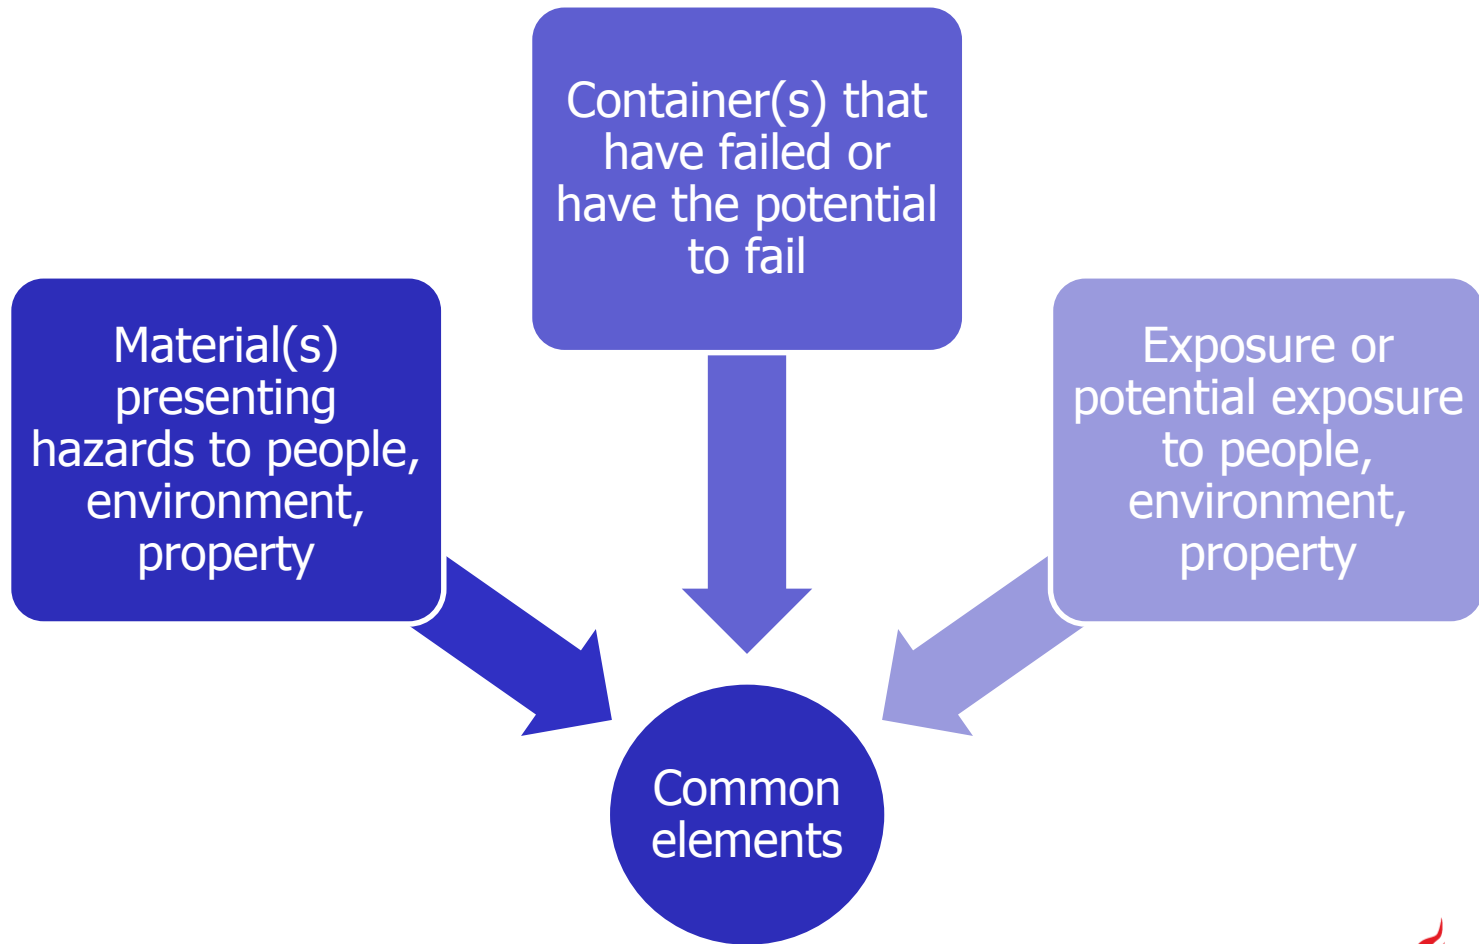 Container(s) that
have failed or
have the potential
to fail
Material(s)
presenting
hazards to people,
environment,
property
Exposure or
potential exposure
to people,
environment,
property
Common
elements